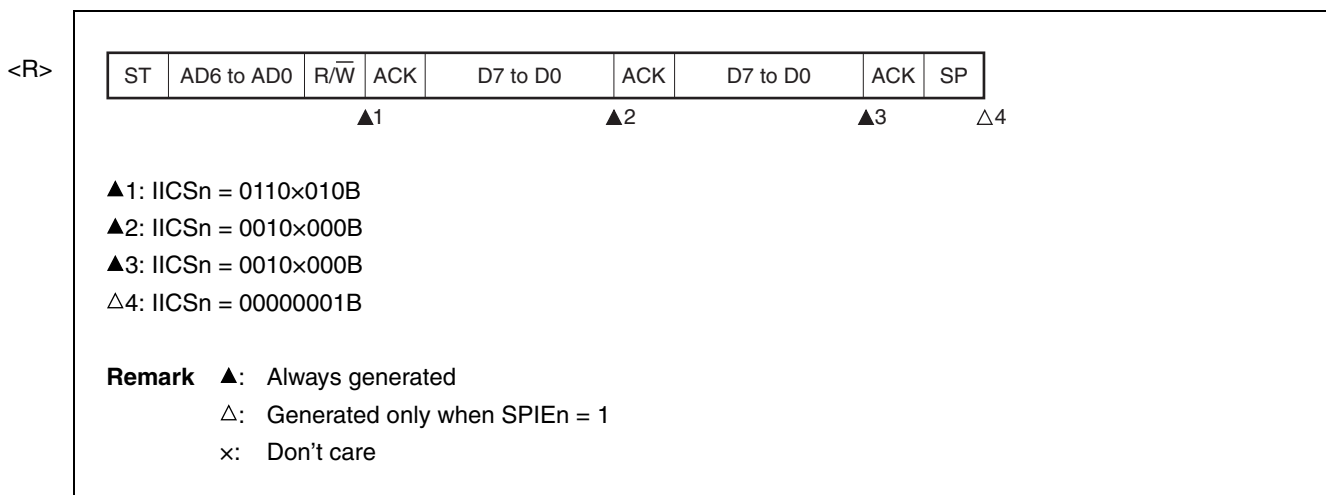 <R>
ST AD6 to AD0 R/W̅ ACK D7 to D0 ACK D7 to D0 ACK SP
▲1 ▲2 ▲3 △4
▲1: IICSn = 0110×010B
▲2: IICSn = 0010×000B
▲3: IICSn = 0010×000B
△4: IICSn = 00000001B
Remark ▲: Always generated
△: Generated only when SPIEn = 1
×: Don't care